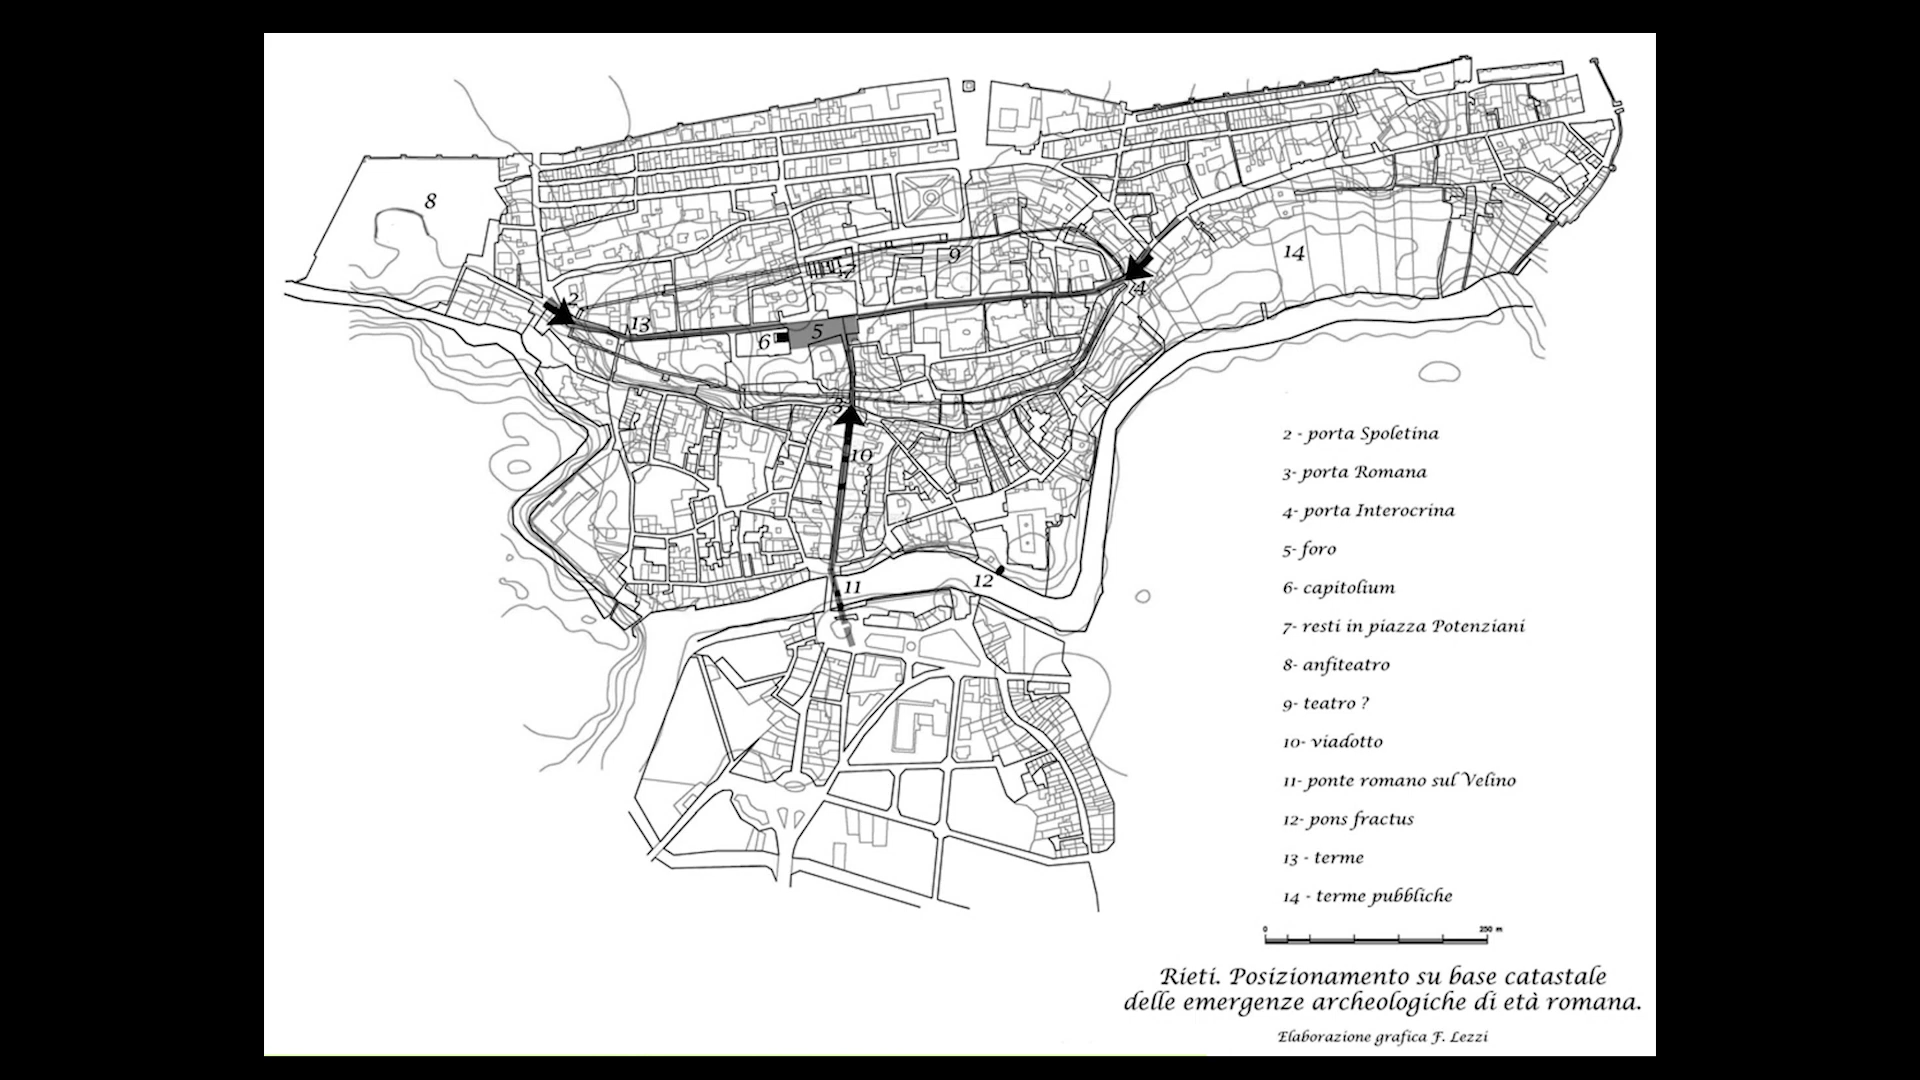 8
14
9
7
2
4
13
5
6
3
10
12
11
2 - porta Spoletina
3- porta Romana
4- porta Interocrina
5- foro
6- capitolium
7- resti in piazza Potenziani
8- anfiteatro
9- teatro ?
10- viadotto
11- ponte romano sul Velino
12- pons fractus
13 - terme
14 - terme pubbliche
0 250 m
Rieti. Posizionamento su base catastale
delle emergenze archeologiche di età romana.
Elaborazione grafica F. Lezzi